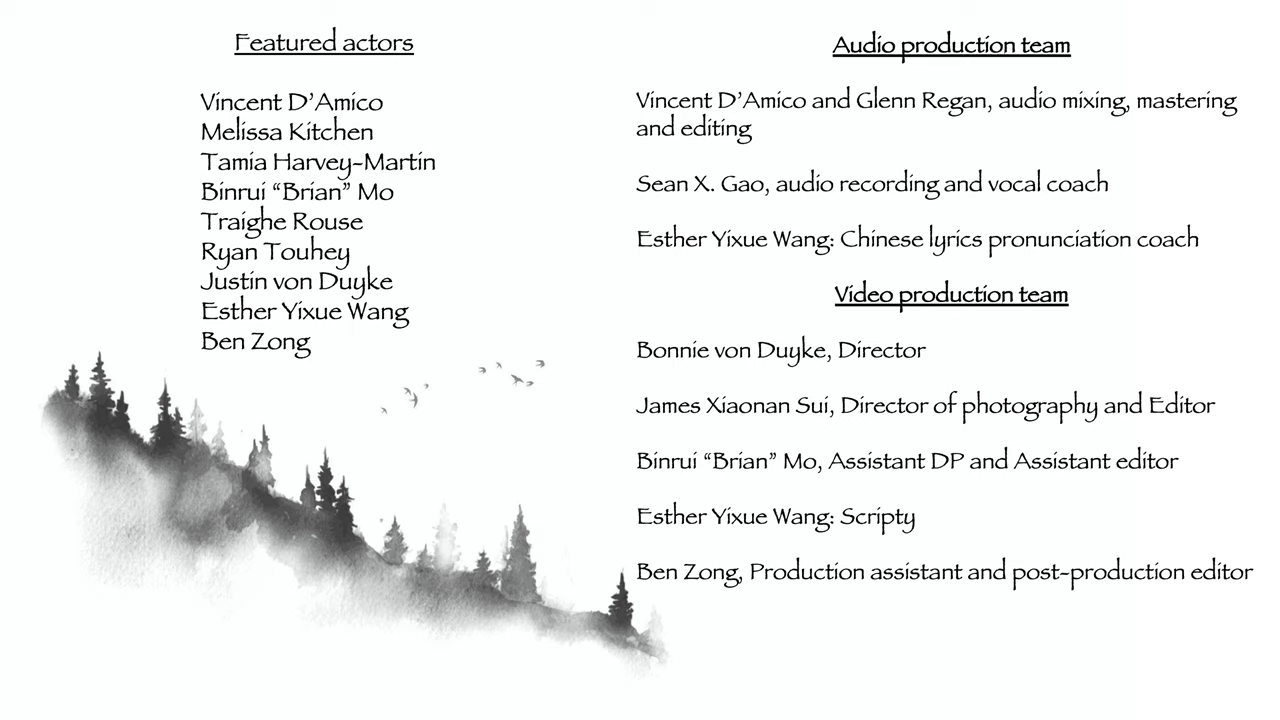 Featured actors
Vincent D’Amico
Melissa Kitchen
Tamia Harvey-Martin
Binrui “Brian” Mo
Traighe Rouse
Ryan Touhey
Justin von Duyke
Esther Yixue Wang
Ben Zong
Audio production team
Vincent D’Amico and Glenn Regan, audio mixing, mastering
and editing
Sean X. Gao, audio recording and vocal coach
Esther Yixue Wang: Chinese lyrics pronunciation coach
Video production team
Bonnie von Duyke, Director
James Xiaonan Sui, Director of photography and Editor
Binrui “Brian” Mo, Assistant DP and Assistant editor
Esther Yixue Wang: Scripty
Ben Zong, Production assistant and post-production editor